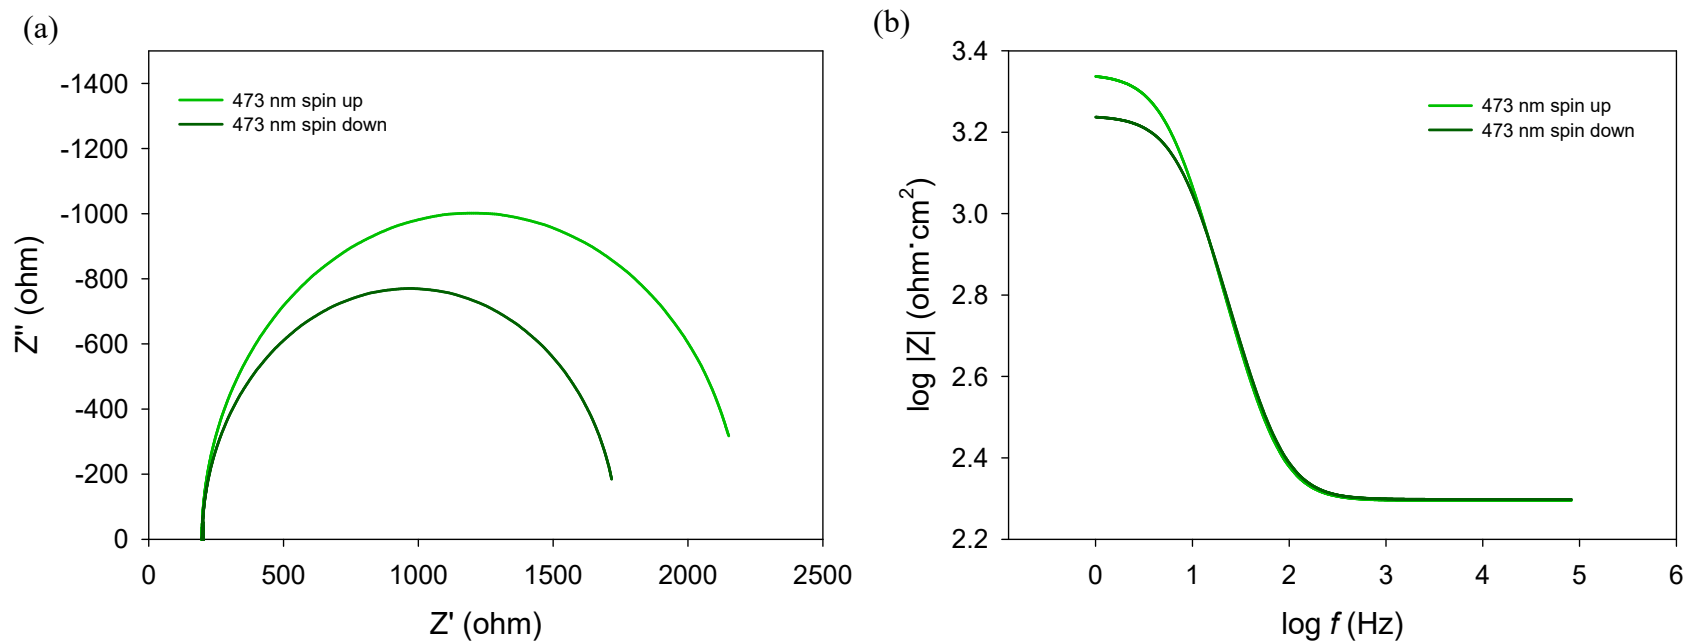 (a)
-1400
-1200
-1000
-800
-600
-400
-200
0
Z" (ohm)
473 nm spin up
473 nm spin down
0 500 1000 1500 2000 2500
Z' (ohm)
(b)
3.4
3.2
3.0
2.8
2.6
2.4
2.2
log |Z| (ohm·cm²)
473 nm spin up
473 nm spin down
0 1 2 3 4 5 6
log f (Hz)